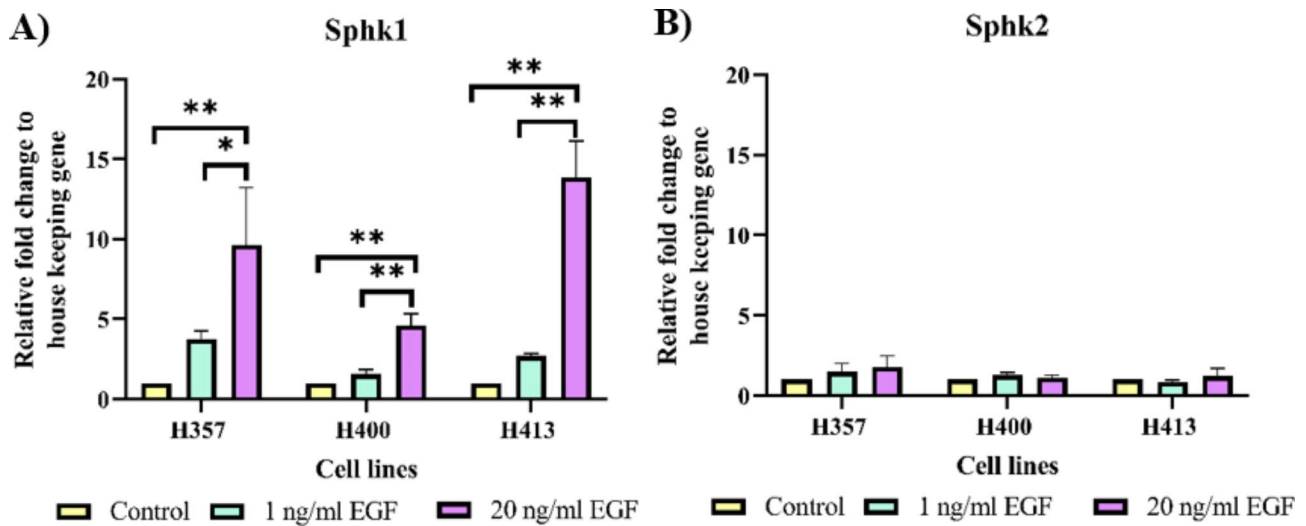 A)
Sphk1
Relative fold change to
house keeping gene
20
15
10
5
0
**
*
**
**
**
**
H357
H400
H413
Cell lines
Control
1 ng/ml EGF
20 ng/ml EGF
B)
Sphk2
Relative fold change to
house keeping gene
20
15
10
5
0
H357
H400
H413
Cell lines
Control
1 ng/ml EGF
20 ng/ml EGF